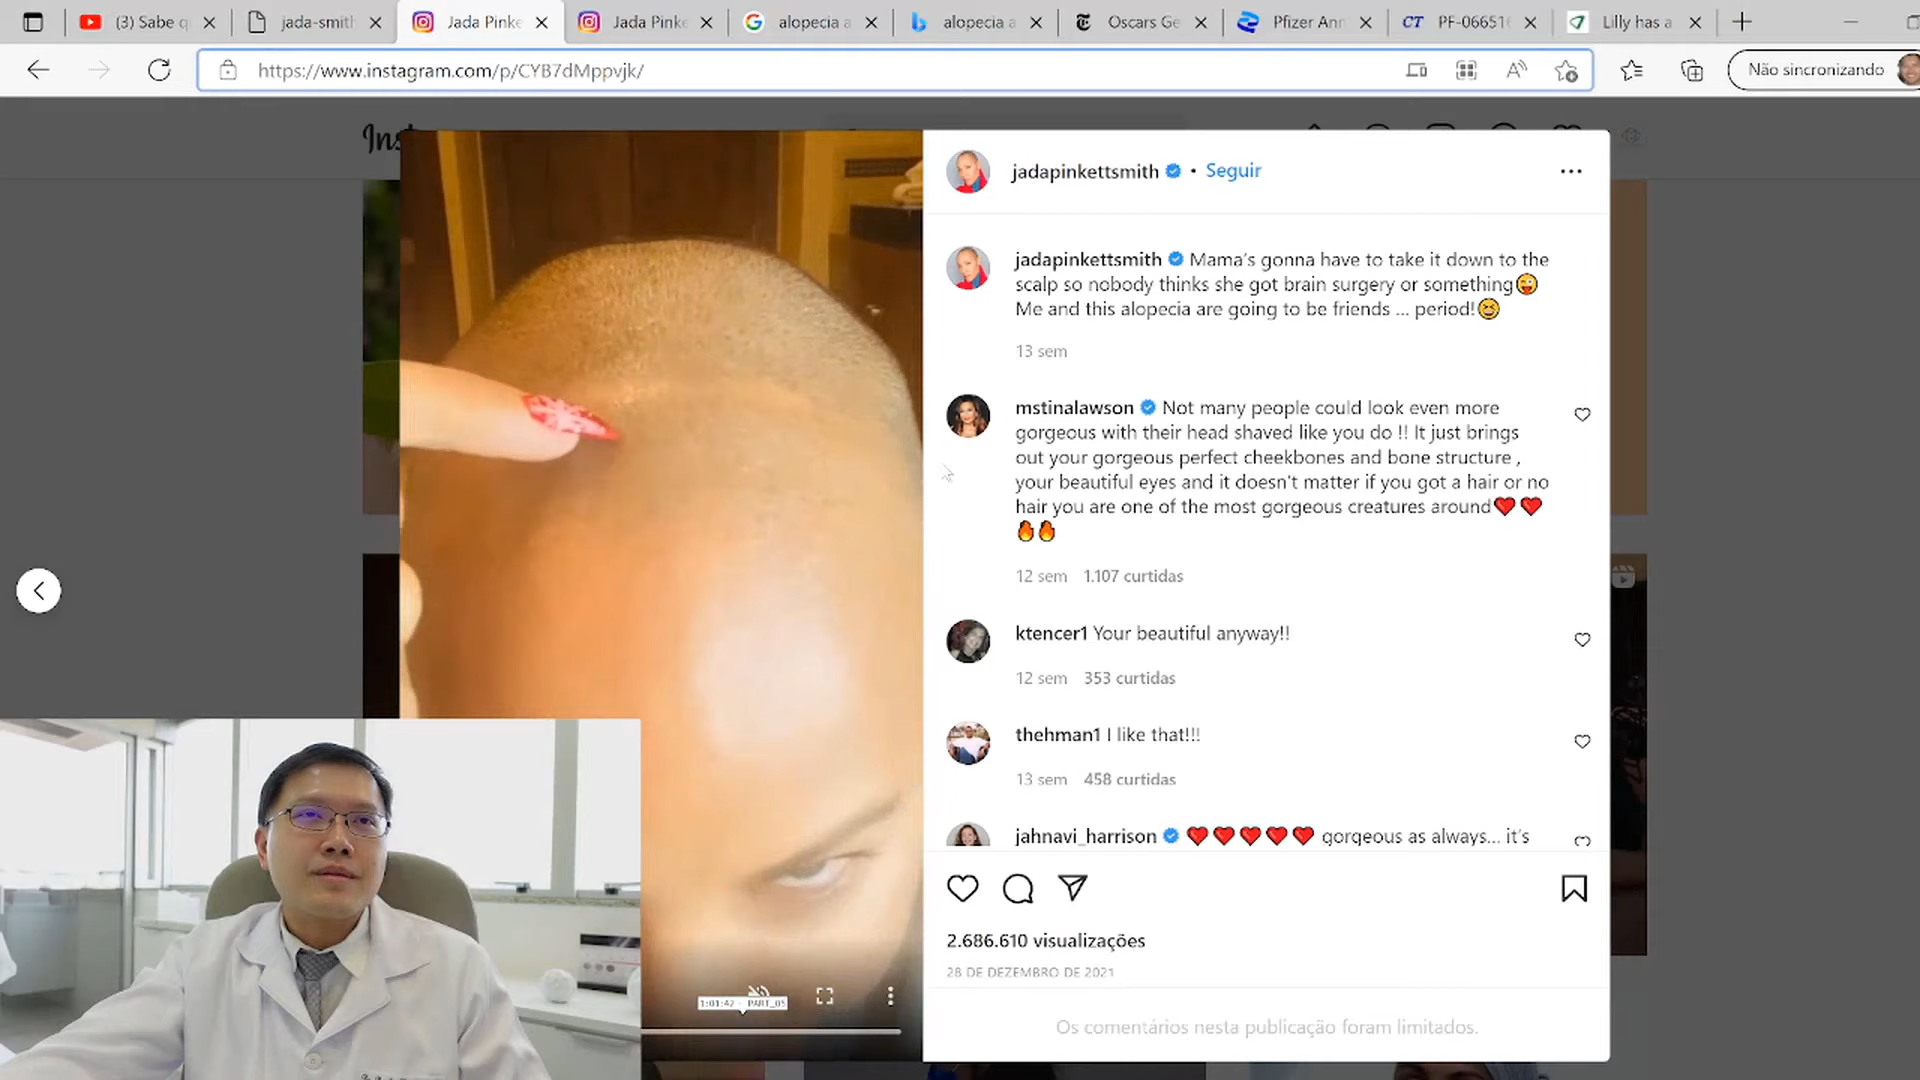 (3) Sabe q
jada-smith
Jada Pinke
Jada Pinke
alopecia a
alopecia a
Oscars Ge
Pfizer Ann
CT PF-06651
Lilly has a
https://www.instagram.com/p/CYB7dMppvjk/
Não sincronizando
jadapinkettsmith • Seguir
jadapinkettsmith Mama's gonna have to take it down to the
scalp so nobody thinks she got brain surgery or something😜
Me and this alopecia are going to be friends ... period!😆
13 sem
mstinalawson Not many people could look even more
gorgeous with their head shaved like you do !! It just brings
out your gorgeous perfect cheekbones and bone structure ,
your beautiful eyes and it doesn't matter if you got a hair or no
hair you are one of the most gorgeous creatures around❤️❤️
🔥🔥
12 sem 1.107 curtidas
ktencer1 Your beautiful anyway!!
12 sem 353 curtidas
thehman1 I like that!!!
13 sem 458 curtidas
jahnavi_harrison ❤️❤️❤️❤️❤️ gorgeous as always... it's
2.686.610 visualizações
28 DE DEZEMBRO DE 2021
1:01:42 - PART_05
Os comentários nesta publicação foram limitados.